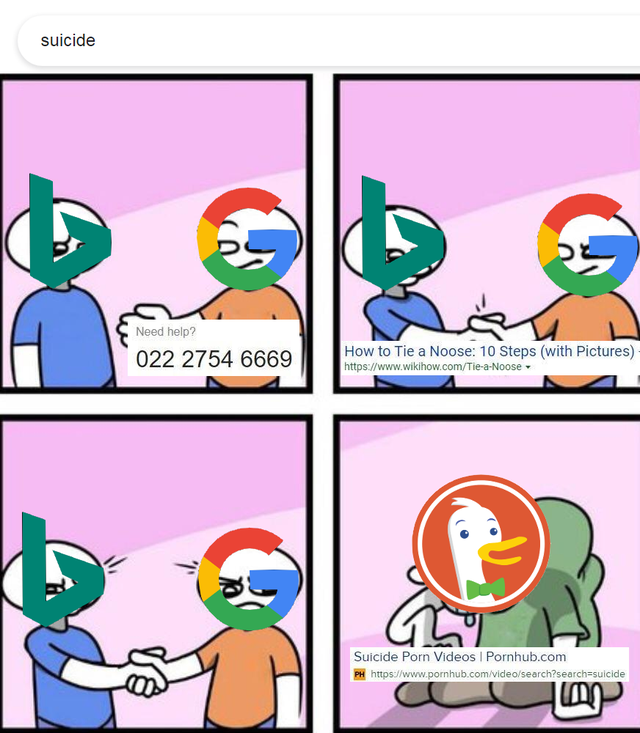 suicide
Need help?
022 2754 6669
How to Tie a Noose: 10 Steps (with Pictures) -
https://www.wikihow.com/Tie-a-Noose
Suicide Porn Videos | Pornhub.com
PH https://www.pornhub.com/video/search?search=suicide